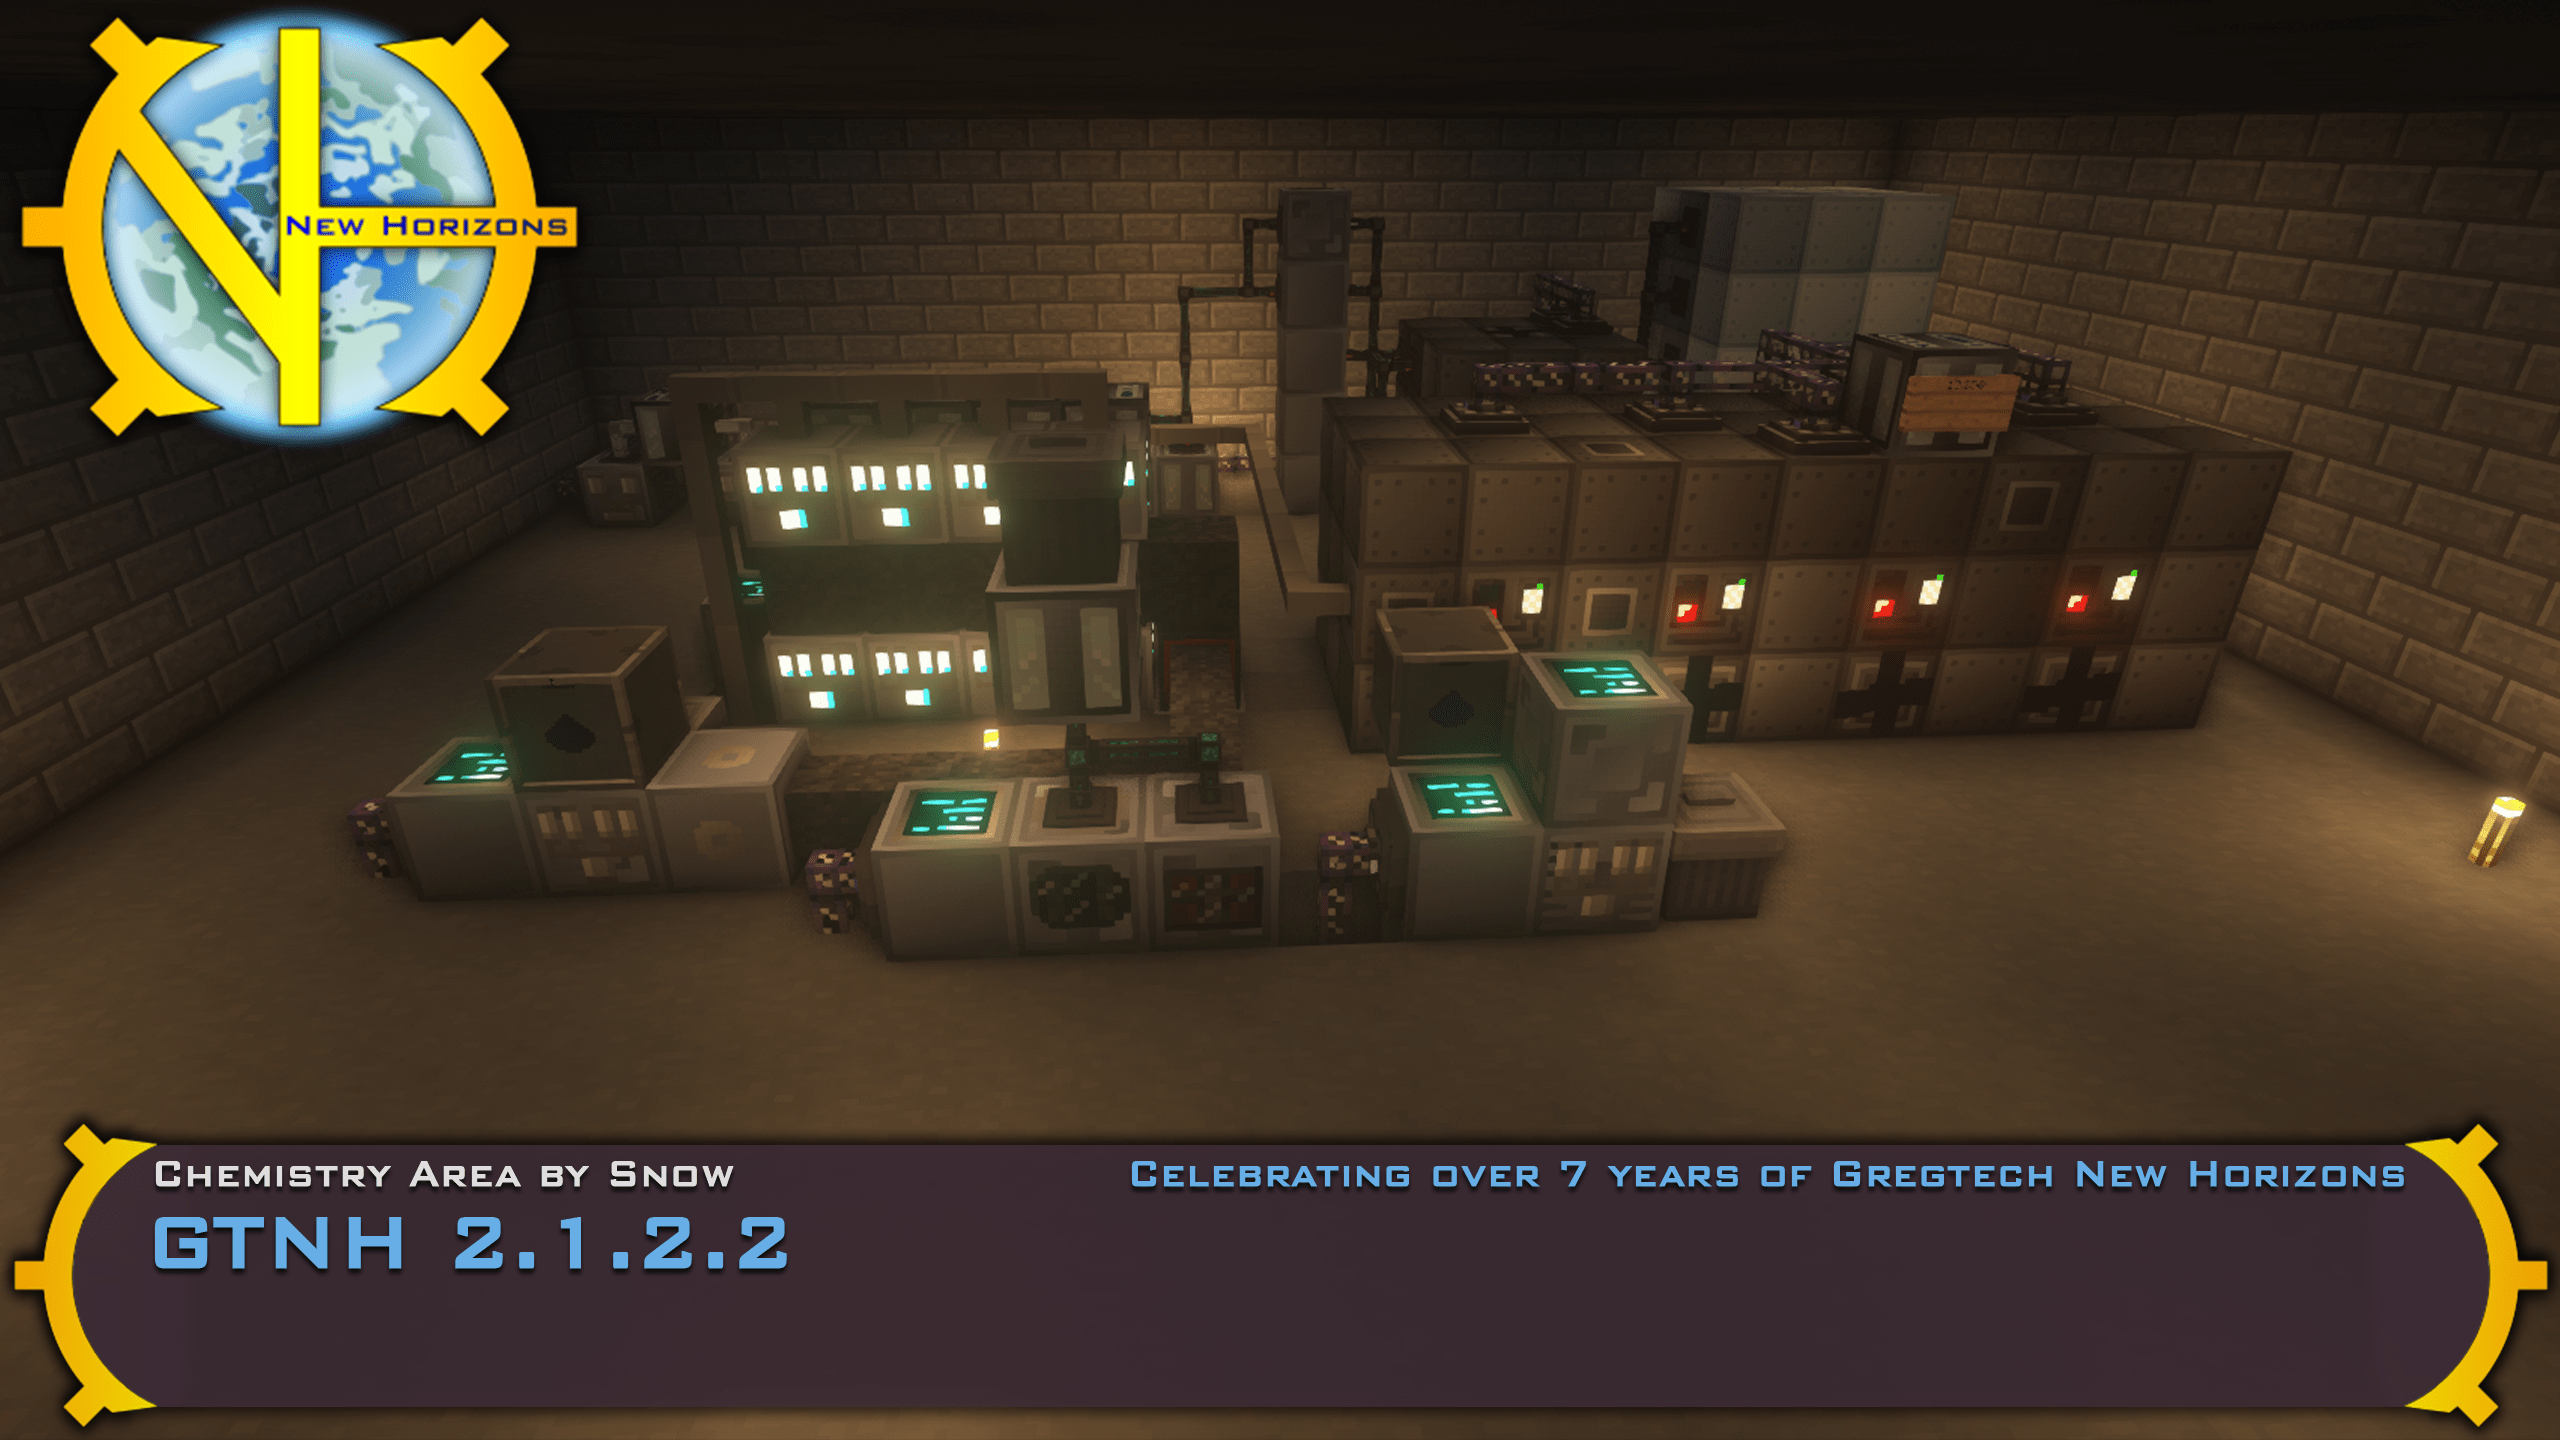 New Horizons
Chemistry Area by Snow
Celebrating over 7 years of Gregtech New Horizons
GTNH 2.1.2.2